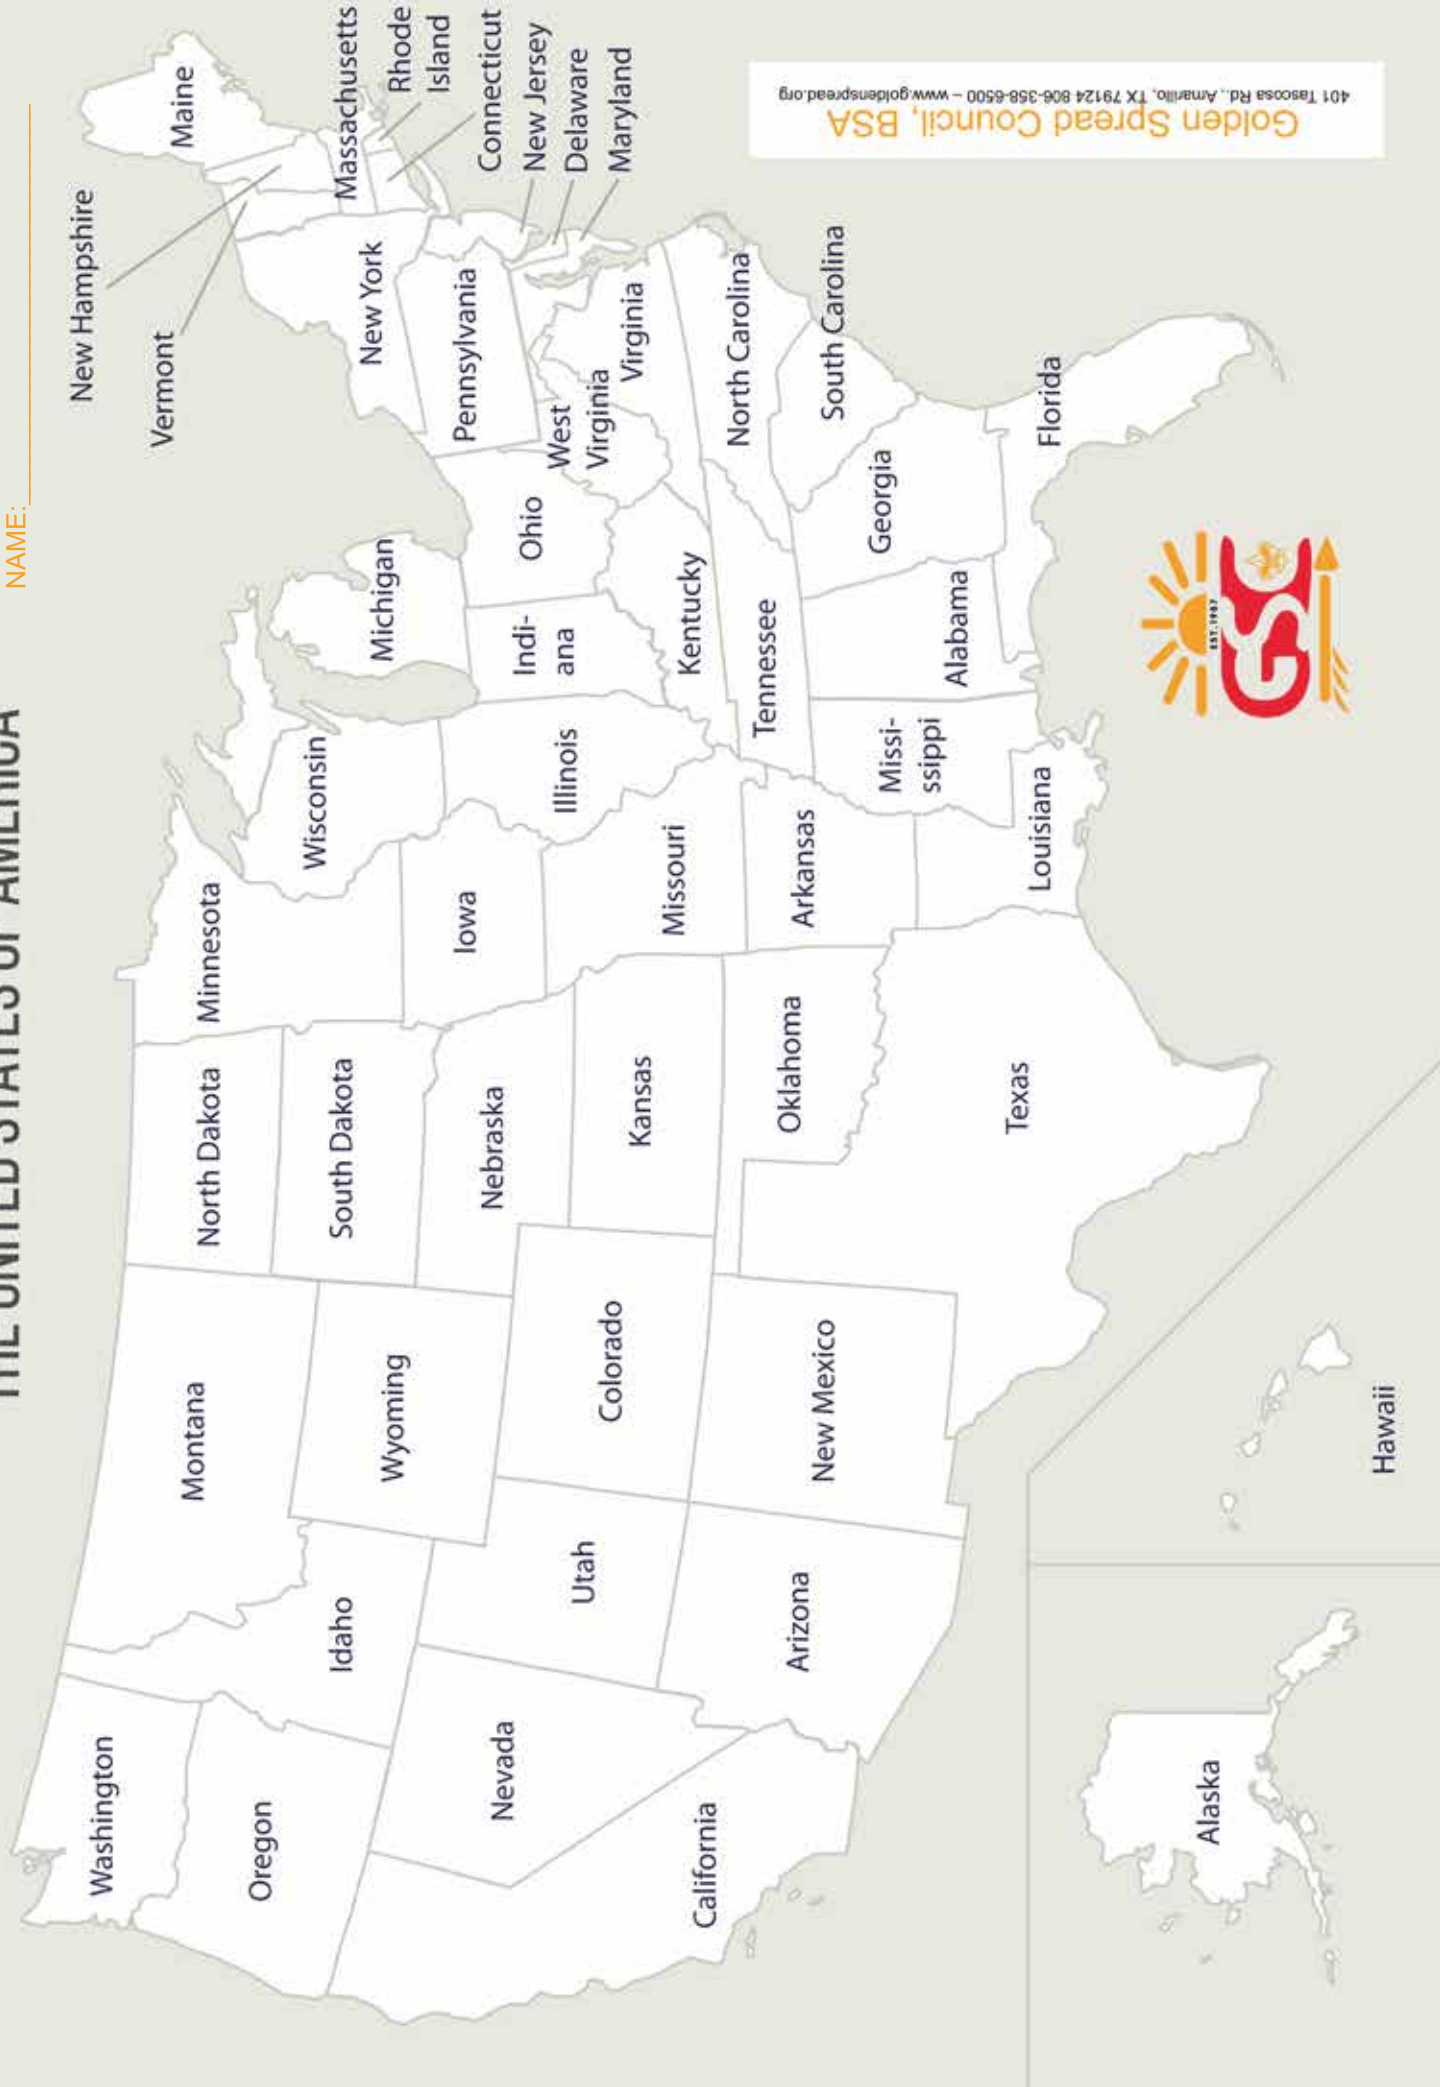 THE UNITED STATES OF AMERICA
NAME:
Washington
Oregon
California
Nevada
Idaho
Montana
Wyoming
Utah
Arizona
Colorado
New Mexico
North Dakota
South Dakota
Nebraska
Kansas
Oklahoma
Texas
Minnesota
Iowa
Missouri
Arkansas
Louisiana
Wisconsin
Illinois
Michigan
Indi-
ana
Ohio
Kentucky
Tennessee
Missi-
ssippi
Alabama
Georgia
Florida
South Carolina
North Carolina
Virginia
West
Virginia
Pennsylvania
New York
Vermont
New Hampshire
Maine
Massachusetts
Rhode
Island
Connecticut
New Jersey
Delaware
Maryland
Alaska
Hawaii
EST. 1987
GSC
Golden Spread Council, BSA
401 Tascosa Rd., Amarillo, TX 79124 806-358-6500 – www.goldenspread.org